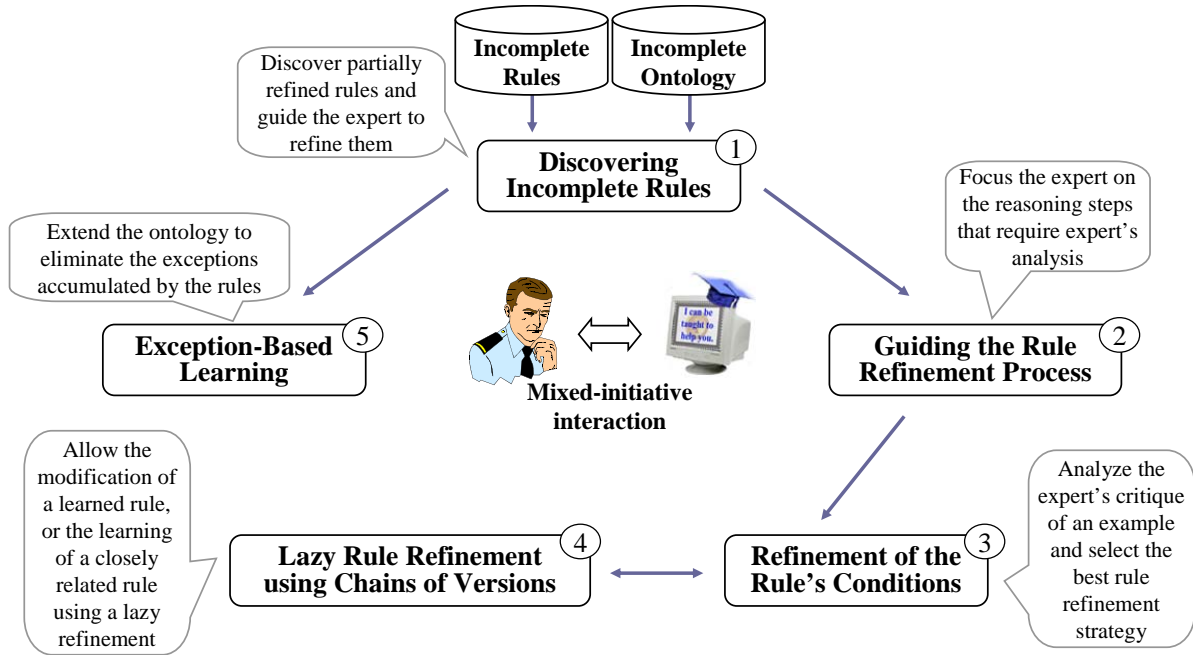 Incomplete
Rules
Incomplete
Ontology
Discover partially
refined rules and
guide the expert to
refine them
1
Discovering
Incomplete Rules
Focus the expert on
the reasoning steps
that require expert's
analysis
Extend the ontology to
eliminate the exceptions
accumulated by the rules
5
Exception-Based
Learning
I can be
taught to
help you.
Mixed-initiative
interaction
2
Guiding the Rule
Refinement Process
Allow the
modification of
a learned rule,
or the learning
of a closely
related rule
using a lazy
refinement
4
Lazy Rule Refinement
using Chains of Versions
3
Refinement of the
Rule's Conditions
Analyze the
expert's critique
of an example
and select the
best rule
refinement
strategy